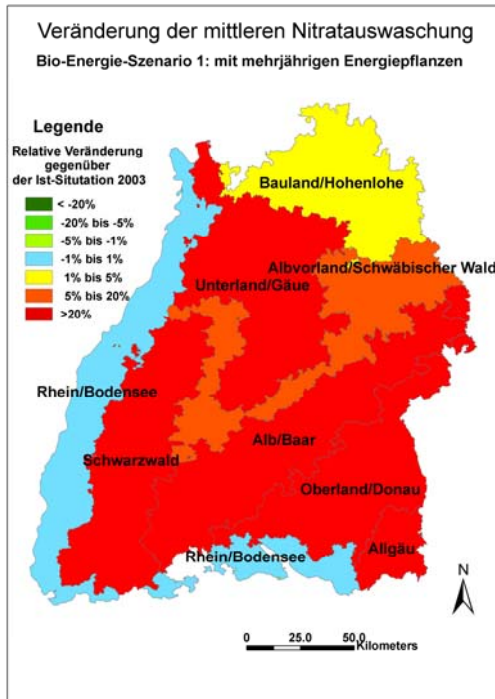 Veränderung der mittleren Nitratauswaschung
Bio-Energie-Szenario 1: mit mehrjährigen Energiepflanzen
Legende
Relative Veränderung
gegenüber
der Ist-Situtation 2003
< -20%
-20% bis -5%
-5% bis -1%
-1% bis 1%
1% bis 5%
5% bis 20%
>20%
Bauland/Hohenlohe
Albvorland/Schwäbischer Wald
Unterland/Gäue
Rhein/Bodensee
Alb/Baar
Schwarzwald
Oberland/Donau
Rhein/Bodensee
Allgäu
N
0 25.0 50.0
Kilometers